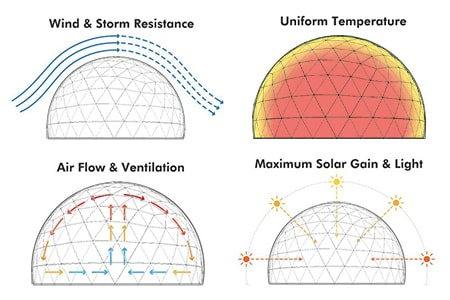 Wind & Storm Resistance
Uniform Temperature
Air Flow & Ventilation
Maximum Solar Gain & Light